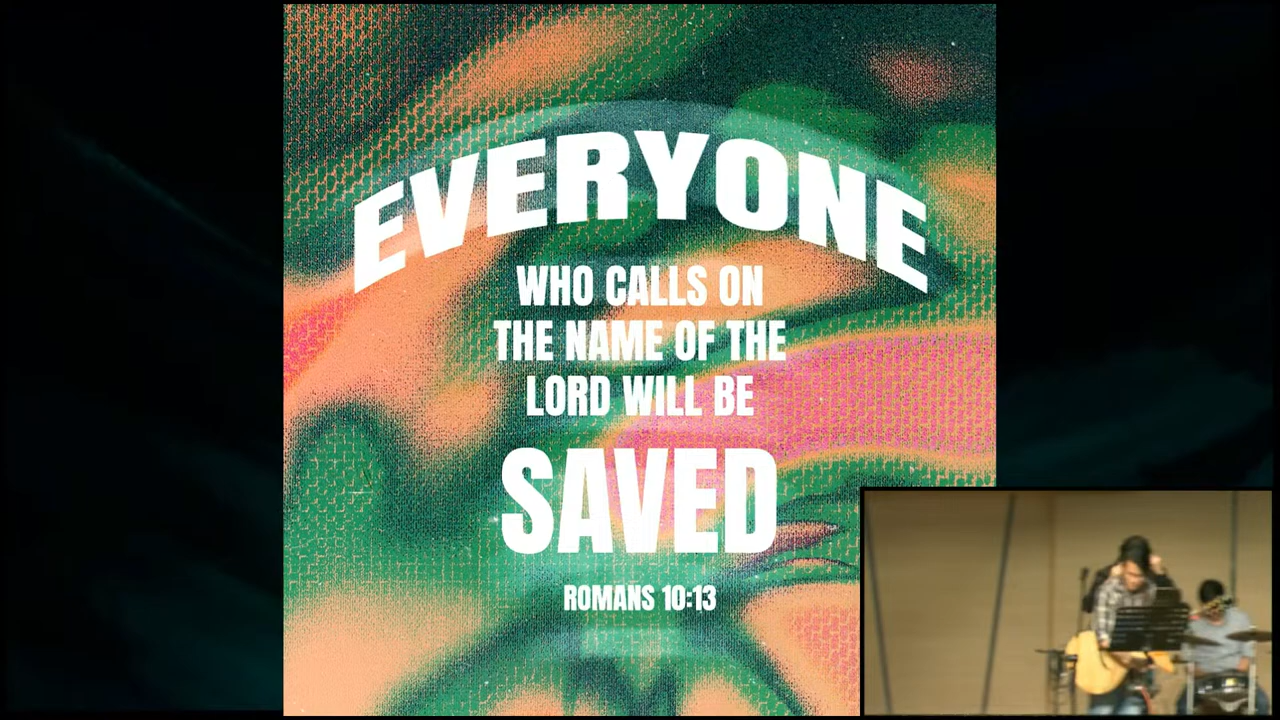 EVERYONE
WHO CALLS ON
THE NAME OF THE
LORD WILL BE
SAVED
ROMANS 10:13